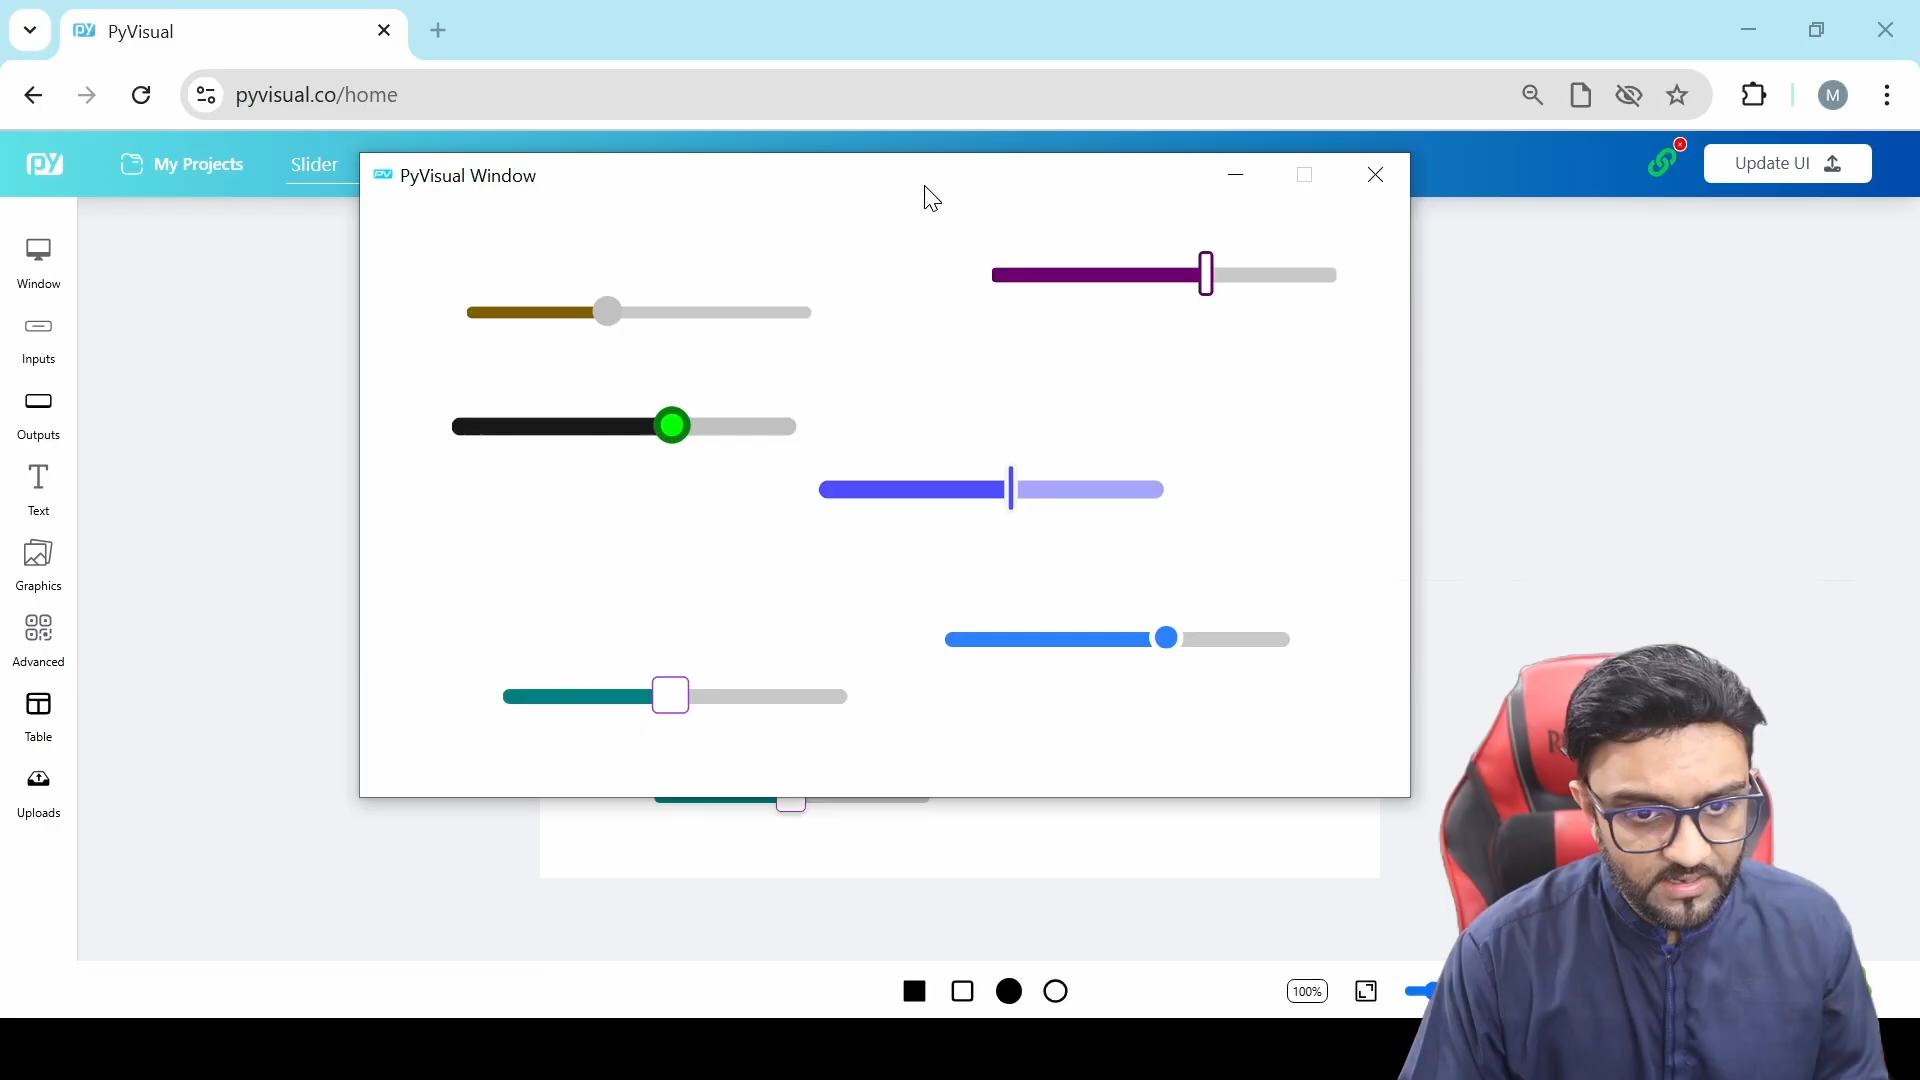 PyVisual
pyvisual.co/home
M
py
My Projects
Slider
PyVisual Window
Update UI
Window
Inputs
Outputs
Text
Graphics
Advanced
Table
Uploads
100%